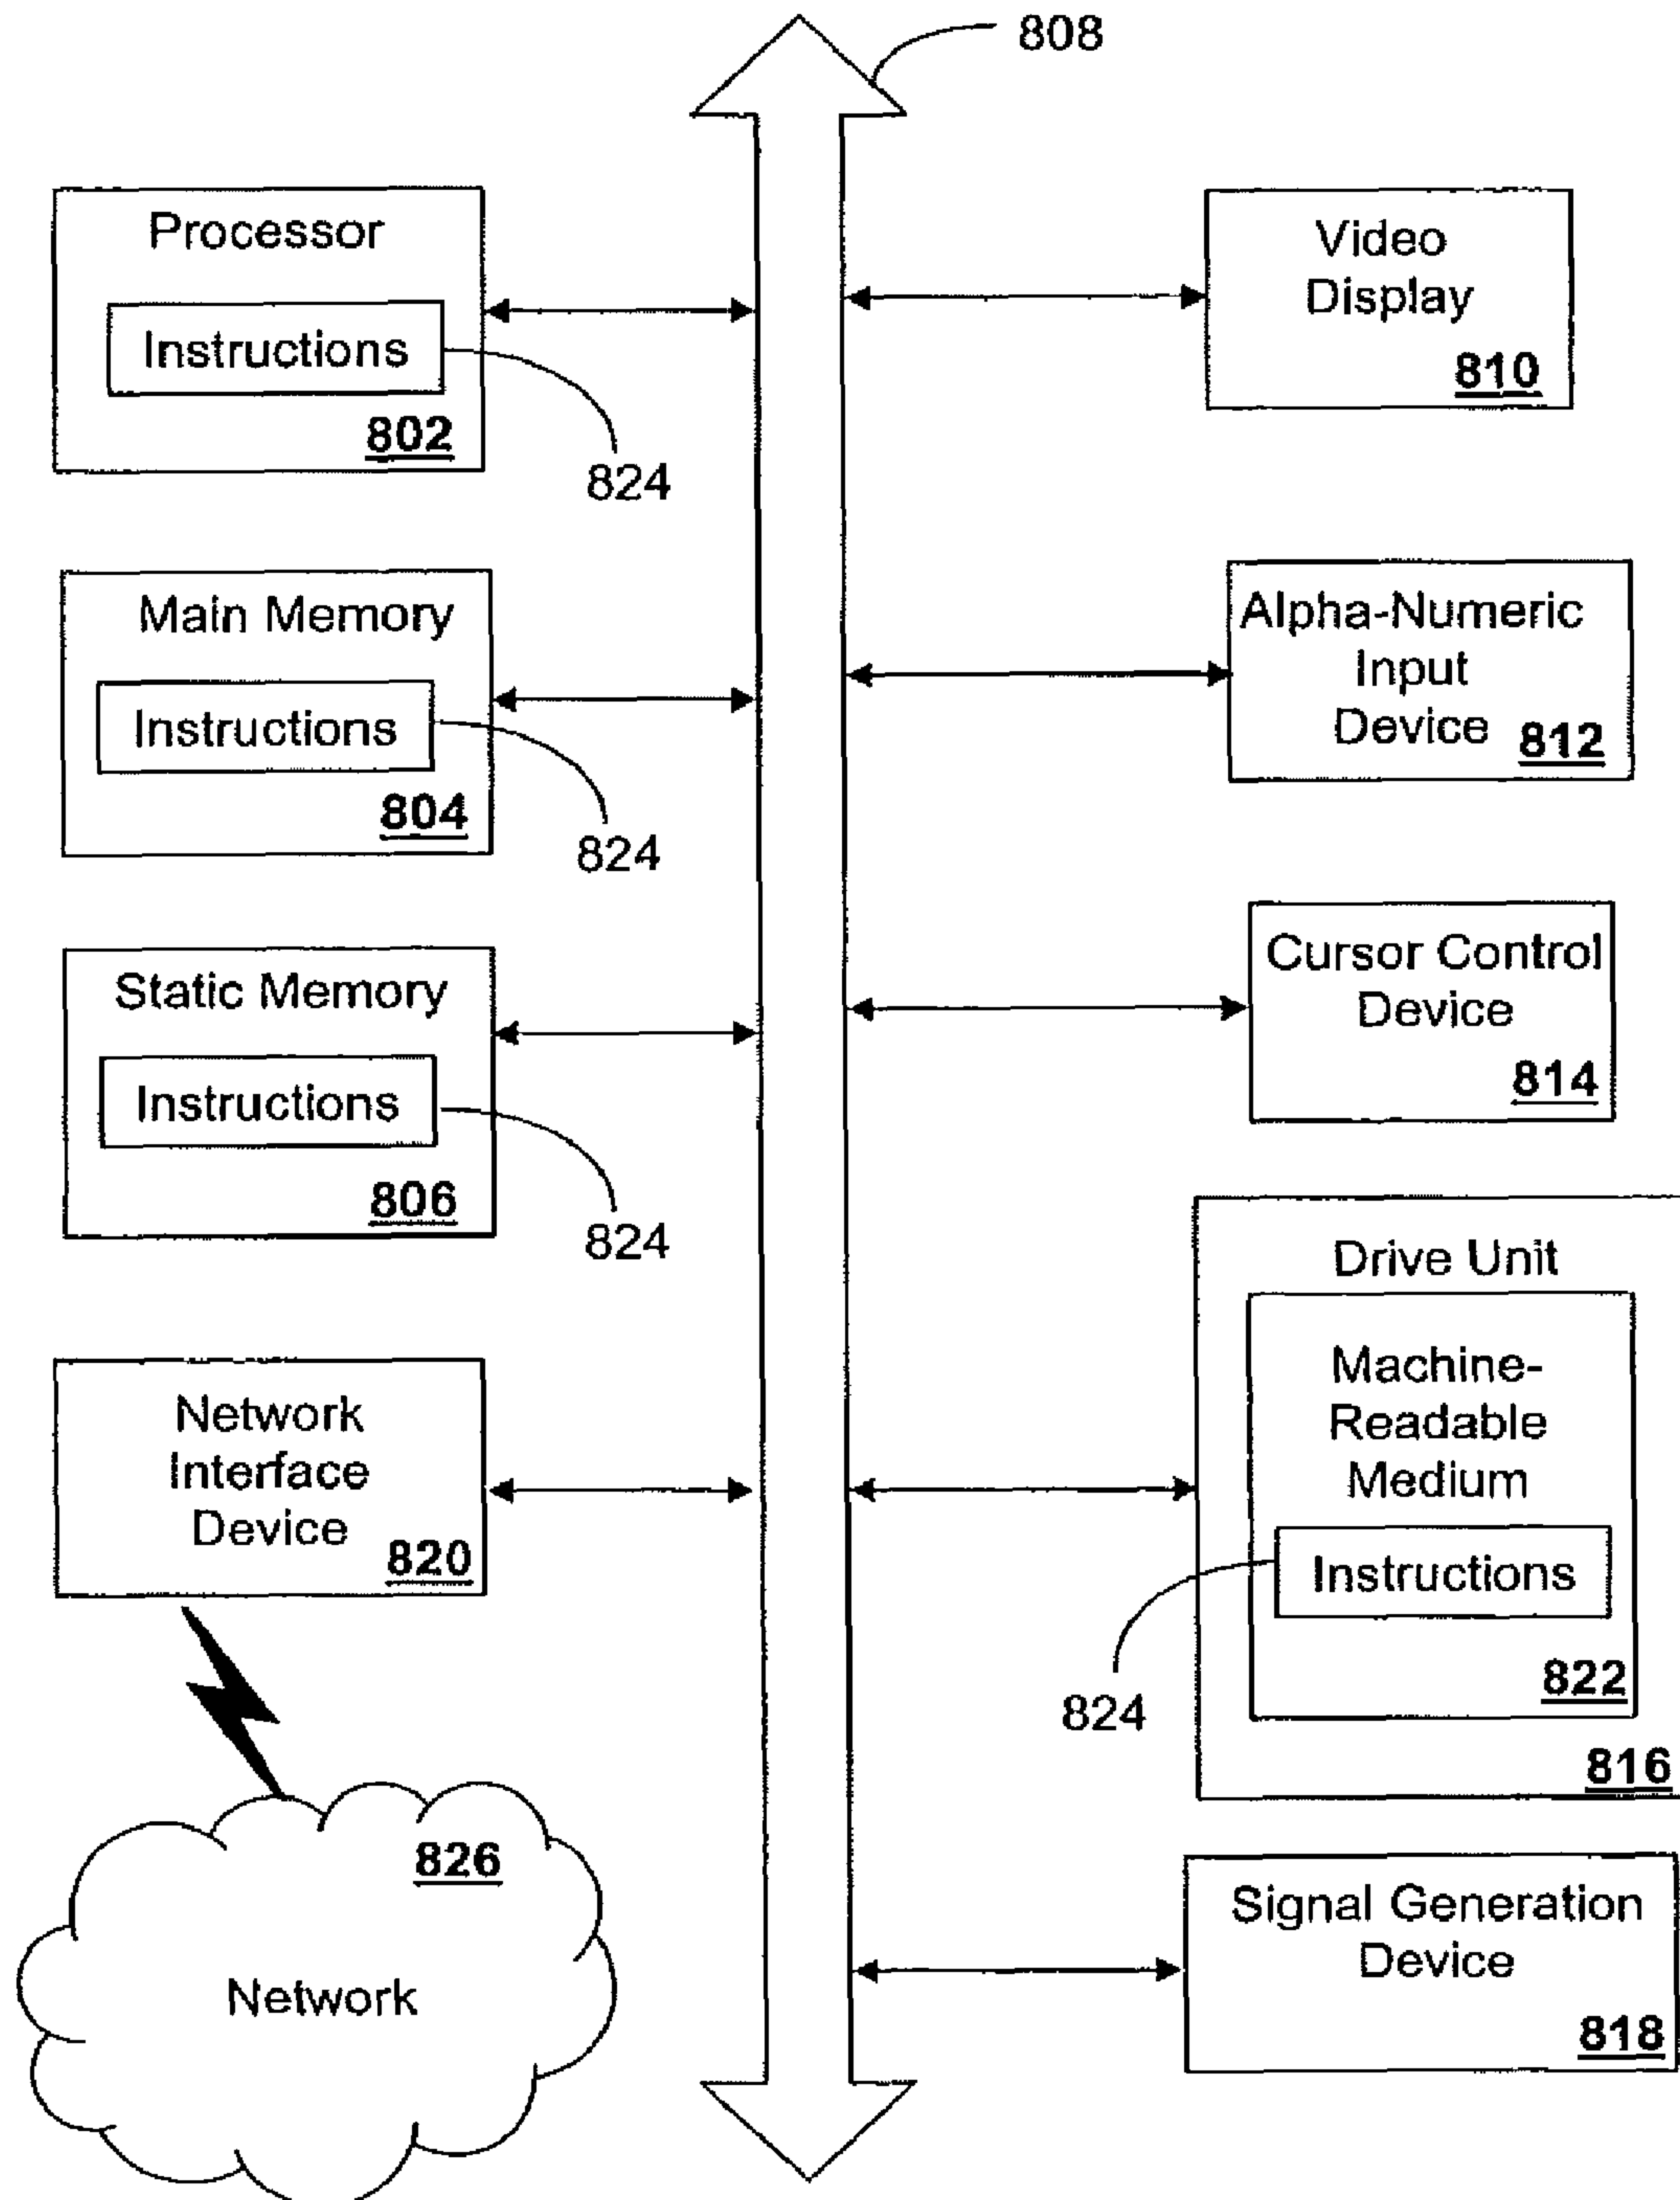 808
Processor
Instructions
802
824
Main Memory
Instructions
804
824
Static Memory
Instructions
806
824
Network
Interface
Device
820
826
Network
Video
Display
810
Alpha-Numeric
Input
Device
812
Cursor Control
Device
814
Drive Unit
Machine-
Readable
Medium
Instructions
822
824
816
Signal Generation
Device
818